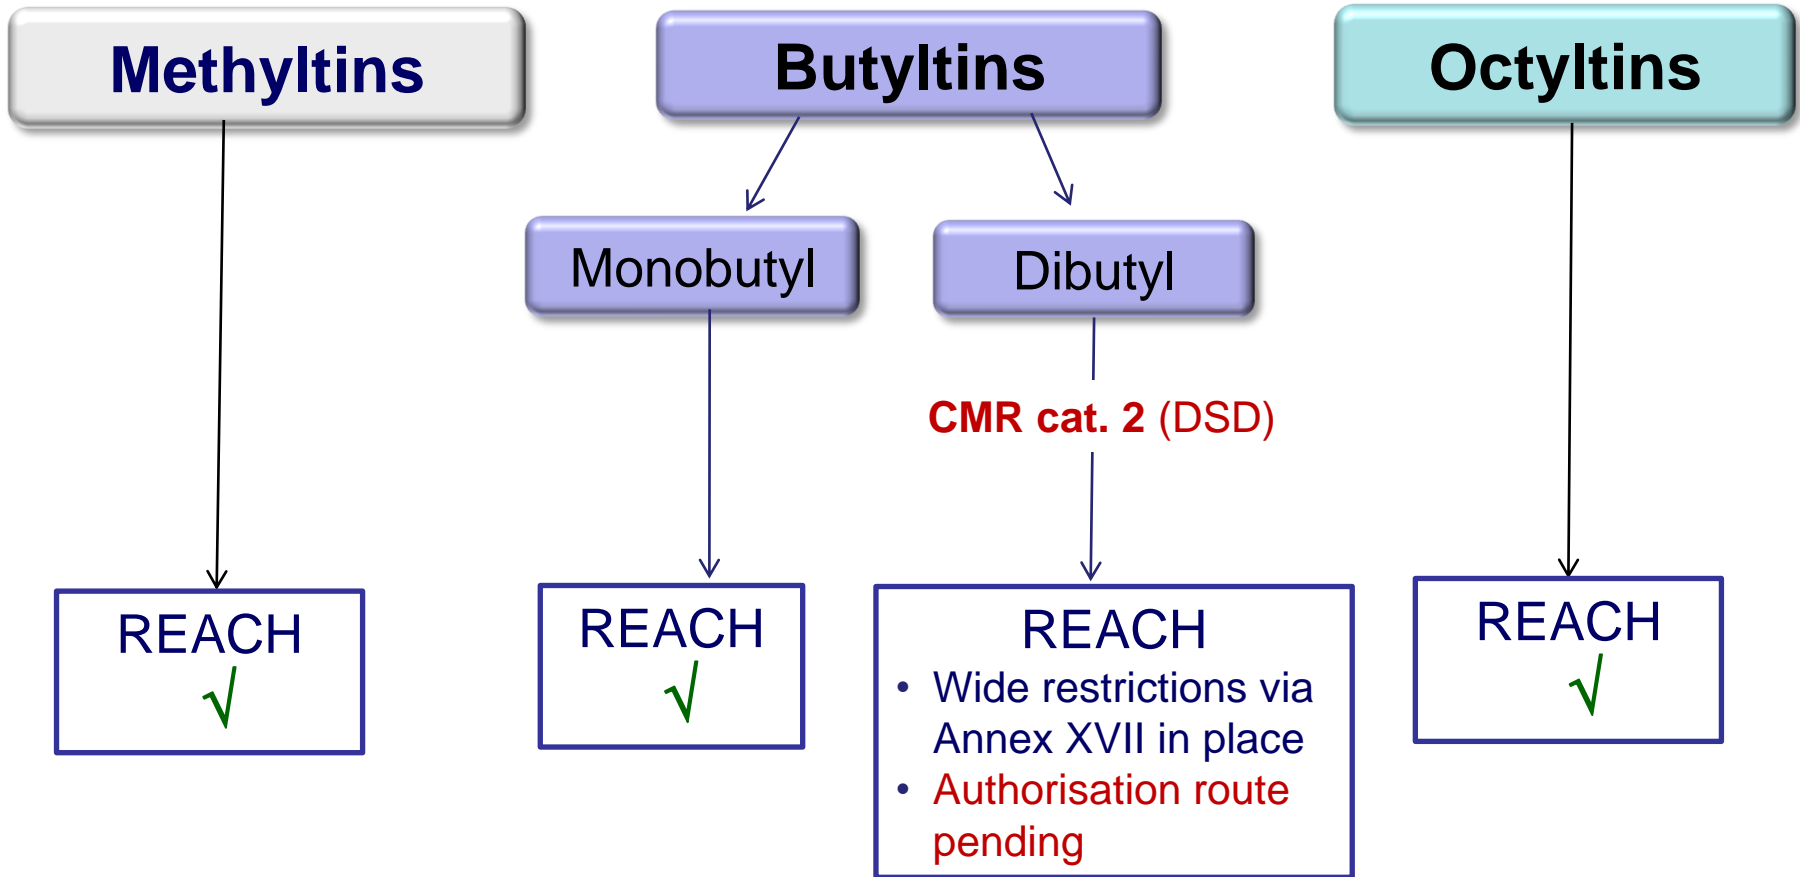 Methyltins
Butyltins
Octyltins
Monobutyl
Dibutyl
CMR cat. 2 (DSD)
REACH
√
REACH
√
REACH
• Wide restrictions via
Annex XVII in place
• Authorisation route
pending
REACH
√